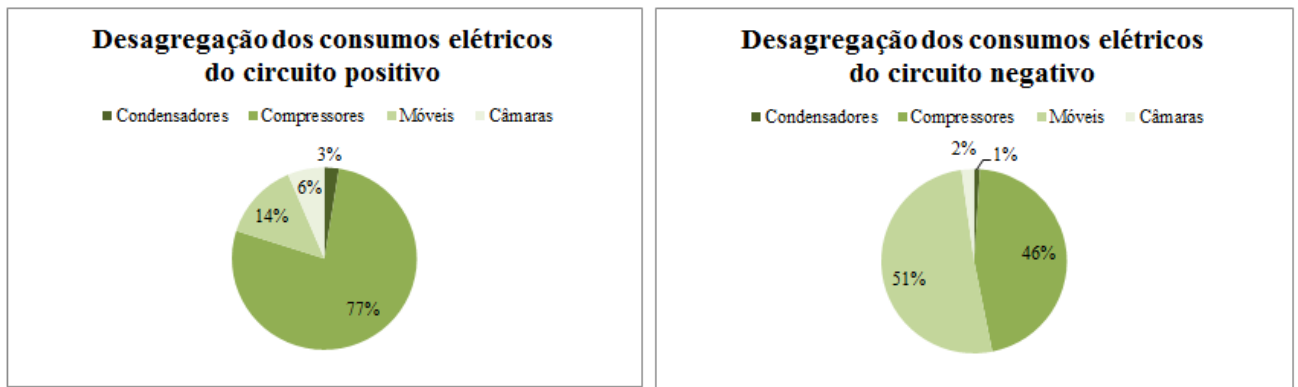 Desagregação dos consumos elétricos
do circuito positivo
Condensadores Compressores Móveis Câmaras
3%
6%
14%
77%
Desagregação dos consumos elétricos
do circuito negativo
Condensadores Compressores Móveis Câmaras
2% 1%
46%
51%